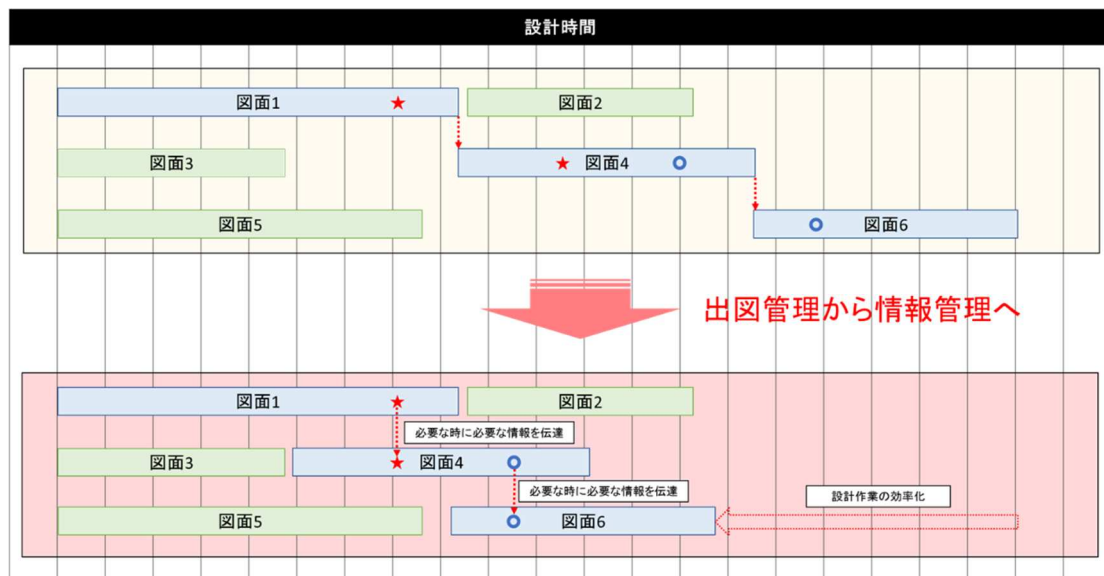 設計時間
図面1
図面2
図面3
図面4
図面5
図面6
出図管理から情報管理へ
図面1
図面2
必要な時に必要な情報を伝達
図面3
図面4
必要な時に必要な情報を伝達
設計作業の効率化
図面5
図面6